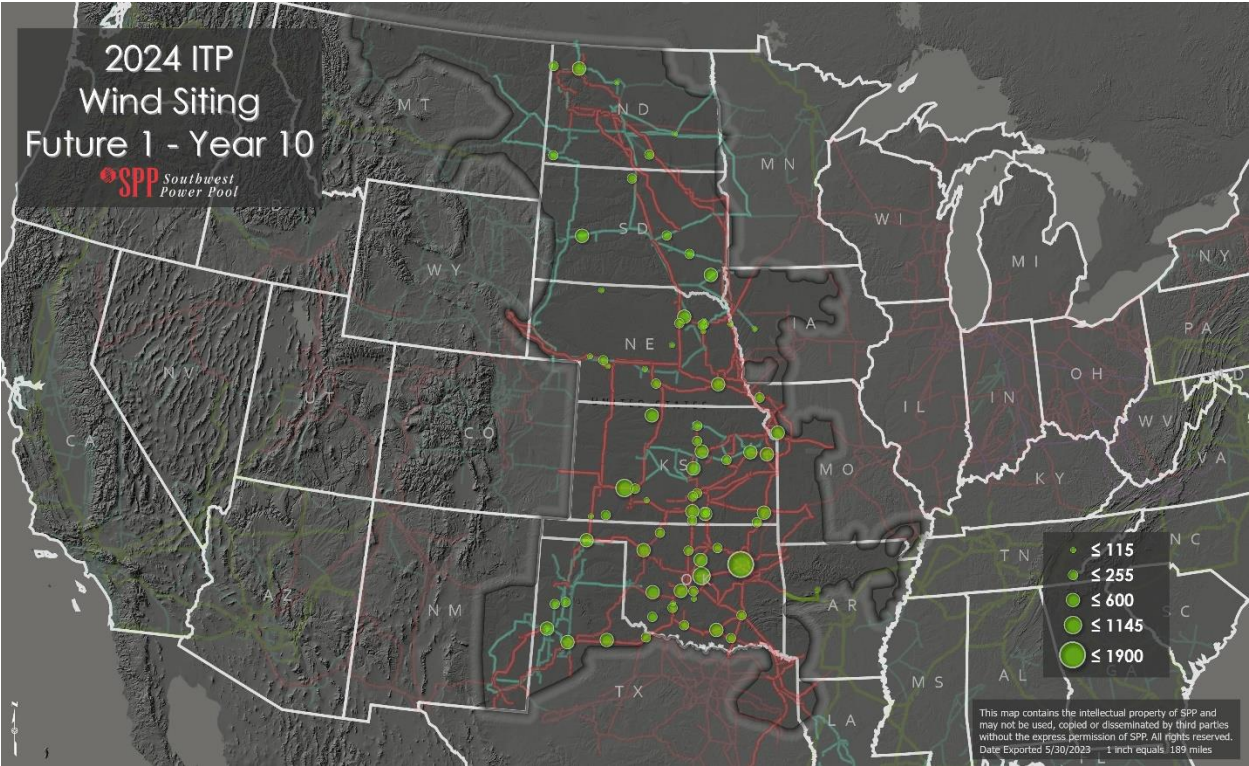 2024 ITP
Wind Siting
Future 1 - Year 10
SPP Southwest
Power Pool
MT
ND
MN
WI
SD
WY
MI
NY
IA
NE
PA
NV
OH
UT
IL
IN
WV
CO
CA
KS
MO
VA
KY
TN
NC
OK
AZ
NM
AR
SC
MS
AL
GA
TX
LA
≤ 115
≤ 255
≤ 600
≤ 1145
≤ 1900
This map contains the intellectual property of SPP and
may not be used, copied or disseminated by third parties
without the express permission of SPP. All rights reserved.
Date Exported 5/30/2023 1 inch equals 189 miles